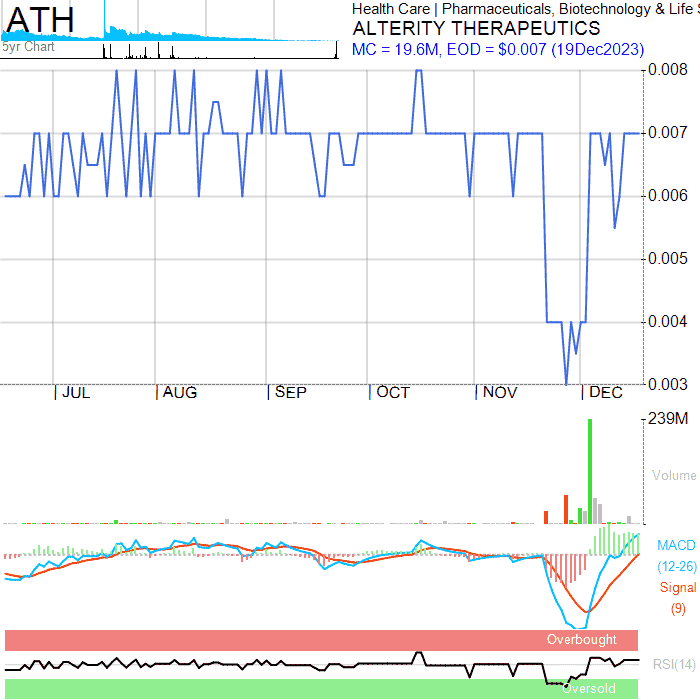 ATH
5yr Chart
Health Care | Pharmaceuticals, Biotechnology & Life S
ALTERITY THERAPEUTICS
MC = 19.6M, EOD = $0.007 (19Dec2023)
0.008
0.007
0.006
0.005
0.004
0.003
JUL
AUG
SEP
OCT
NOV
DEC
239M
Volume
MACD
(12-26)
Signal
(9)
Overbought
RSI(14)
Oversold